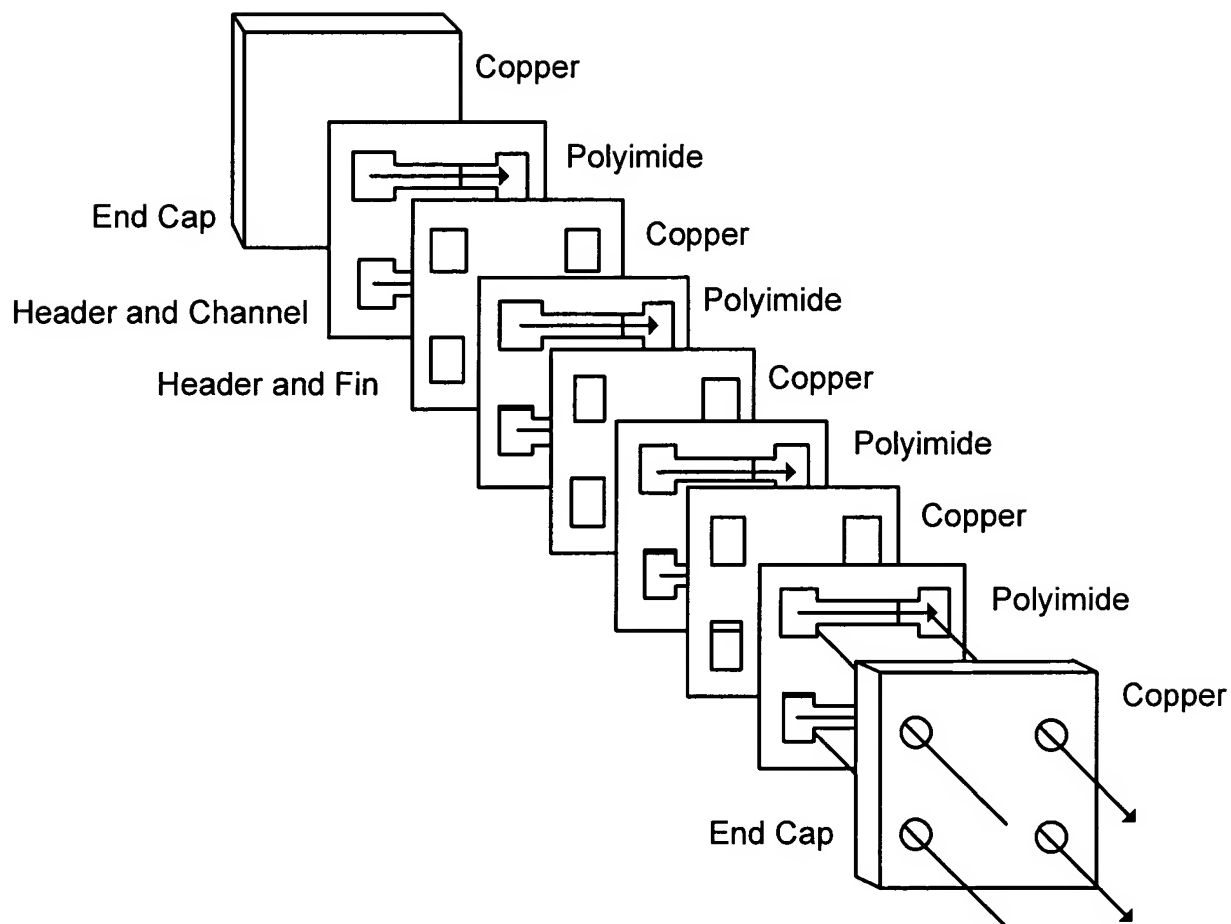 Copper
Polyimide
End Cap
Copper
Header and Channel
Polyimide
Header and Fin
Copper
Polyimide
Copper
Polyimide
Copper
End Cap